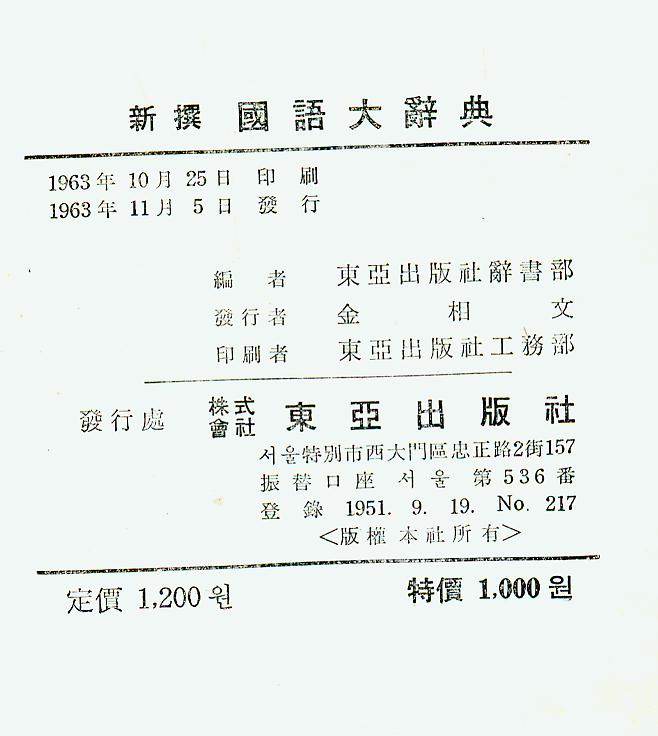 新撰 國語大辭典
1963年 10月 25日 印刷
1963年 11月 5日 發行
編者 東亞出版社辭書部
發行者 金相文
印刷者 東亞出版社工務部
發行處 株式會社 東亞出版社
서울特別市西大門區忠正路2街157
振替口座 서울 第536番
登錄 1951. 9. 19. No. 217
<版權 本社所有>
定價 1,200원 特價 1,000원